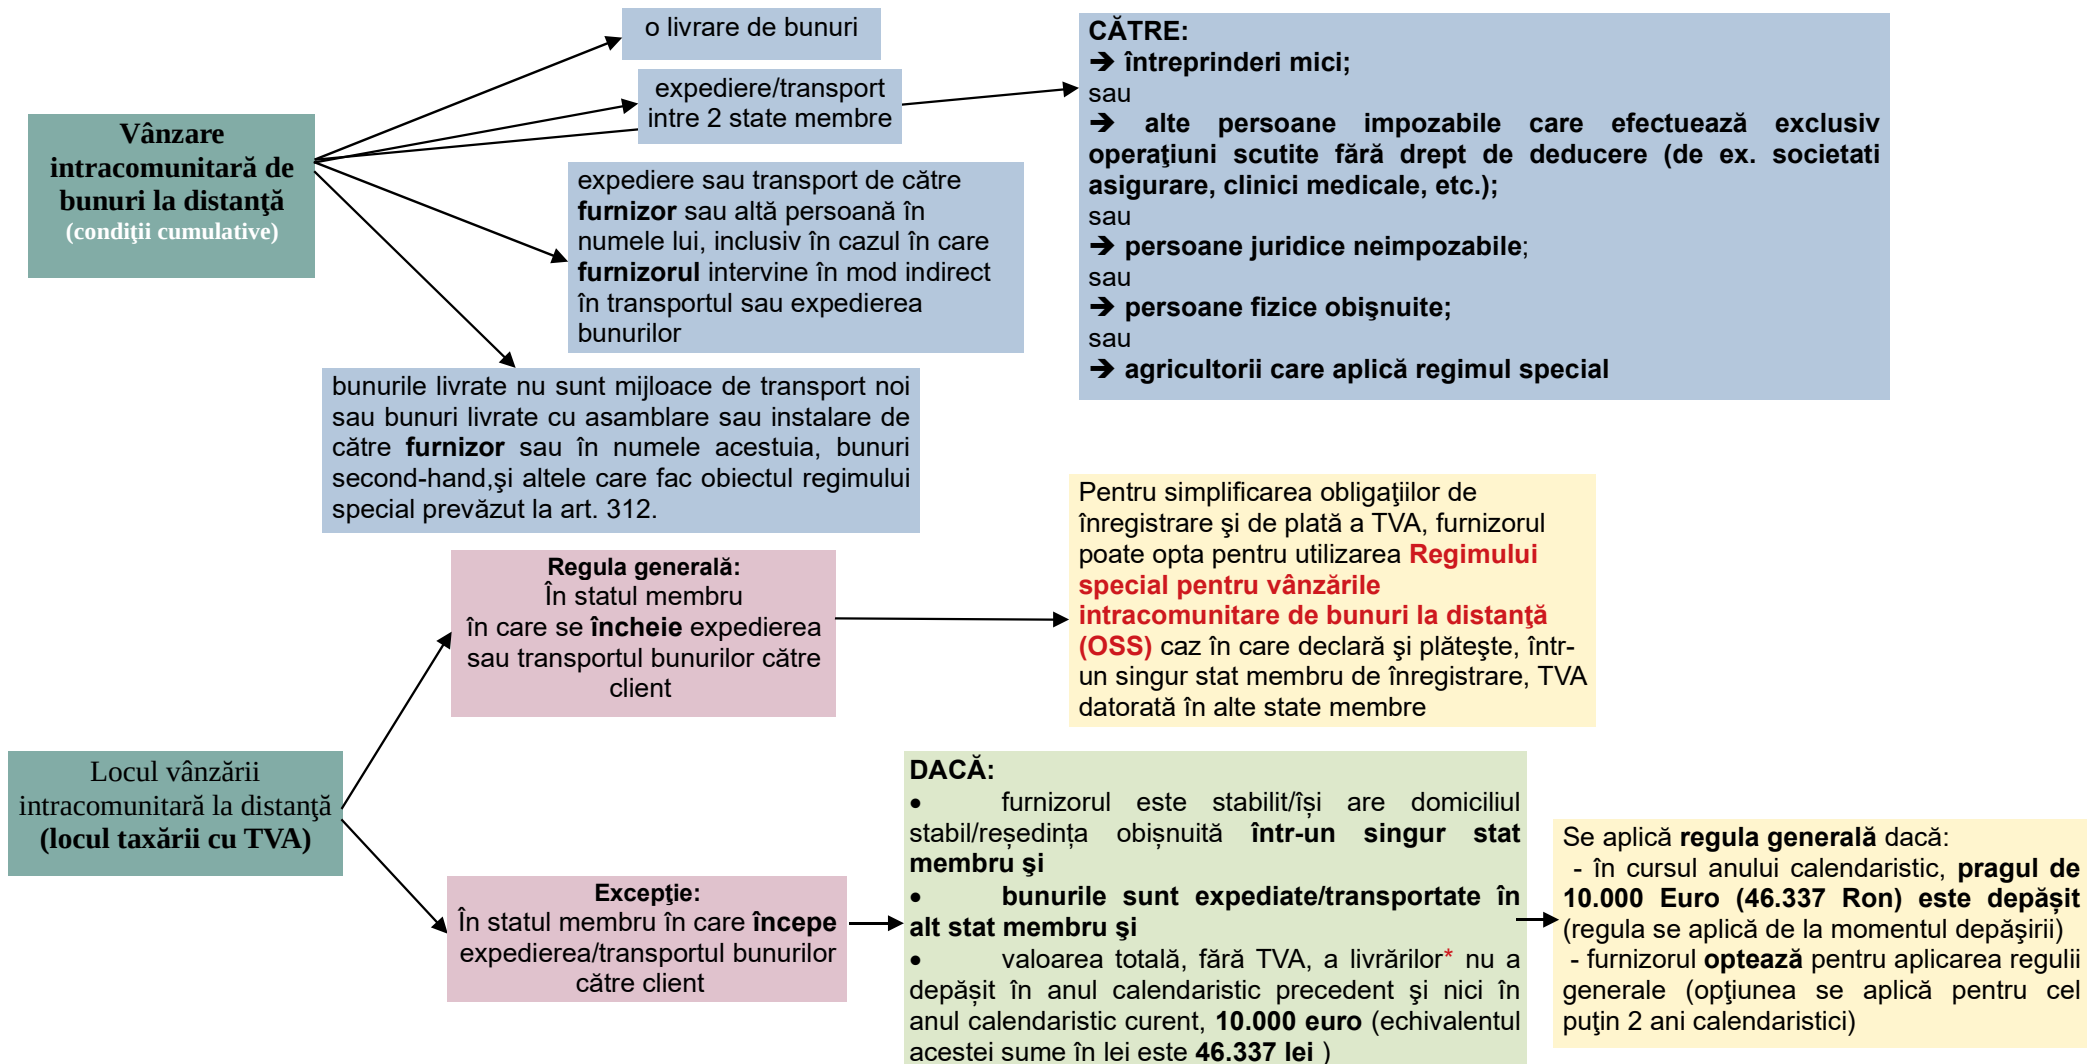 o livrare de bunuri
expediere/transport
intre 2 state membre
CĂTRE:
➔ întreprinderi mici;
sau
➔ alte persoane impozabile care efectuează exclusiv
operaţiuni scutite fără drept de deducere (de ex. societati
asigurare, clinici medicale, etc.);
sau
➔ persoane juridice neimpozabile;
sau
➔ persoane fizice obişnuite;
sau
➔ agricultorii care aplică regimul special
Vânzare
intracomunitară de
bunuri la distanţă
(condiţii cumulative)
expediere sau transport de către
furnizor sau altă persoană în
numele lui, inclusiv în cazul în care
furnizorul intervine în mod indirect
în transportul sau expedierea
bunurilor
bunurile livrate nu sunt mijloace de transport noi
sau bunuri livrate cu asamblare sau instalare de
către furnizor sau în numele acestuia, bunuri
second-hand,şi altele care fac obiectul regimului
special prevăzut la art. 312.
Regula generală:
În statul membru
în care se încheie expedierea
sau transportul bunurilor către
client
Pentru simplificarea obligaţiilor de
înregistrare şi de plată a TVA, furnizorul
poate opta pentru utilizarea Regimului
special pentru vânzările
intracomunitare de bunuri la distanţă
(OSS) caz în care declară şi plăteşte, într-
un singur stat membru de înregistrare, TVA
datorată în alte state membre
Locul vânzării
intracomunitară la distanţă
(locul taxării cu TVA)
Excepţie:
În statul membru în care începe
expedierea/transportul bunurilor
către client
DACĂ:
• furnizorul este stabilit/își are domiciliul
stabil/reședința obișnuită într-un singur stat
membru şi
• bunurile sunt expediate/transportate în
alt stat membru şi
• valoarea totală, fără TVA, a livrărilor* nu a
depășit în anul calendaristic precedent şi nici în
anul calendaristic curent, 10.000 euro (echivalentul
acestei sume în lei este 46.337 lei )
Se aplică regula generală dacă:
- în cursul anului calendaristic, pragul de
10.000 Euro (46.337 Ron) este depășit
(regula se aplică de la momentul depăşirii)
- furnizorul optează pentru aplicarea regulii
generale (opţiunea se aplică pentru cel
puţin 2 ani calendaristici)